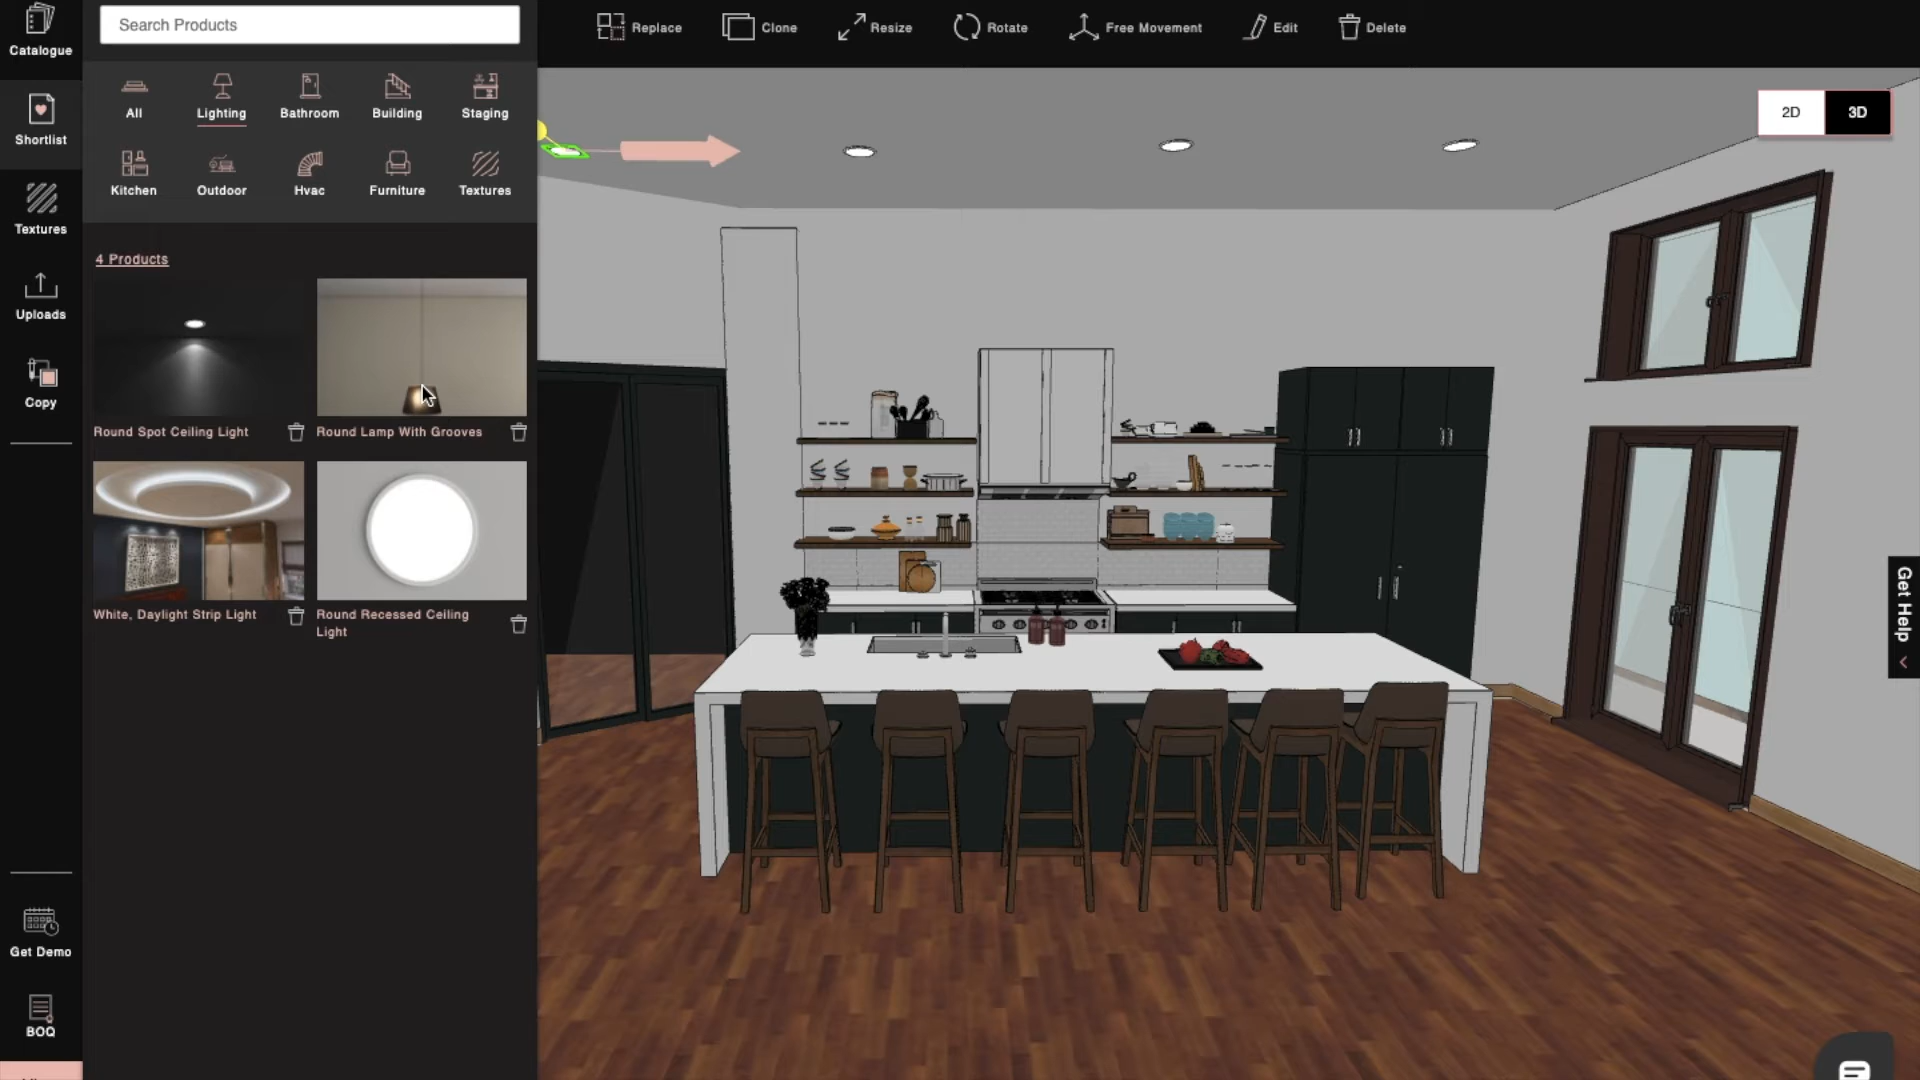 Catalogue
Shortlist
Textures
Uploads
Copy
Get Demo
BOQ
Search Products
All
Lighting
Bathroom
Building
Staging
Kitchen
Outdoor
Hvac
Furniture
Textures
4 Products
Round Spot Ceiling Light
Round Lamp With Grooves
White, Daylight Strip Light
Round Recessed Ceiling
Light
Replace
Clone
Resize
Rotate
Free Movement
Edit
Delete
2D
3D
Get Help